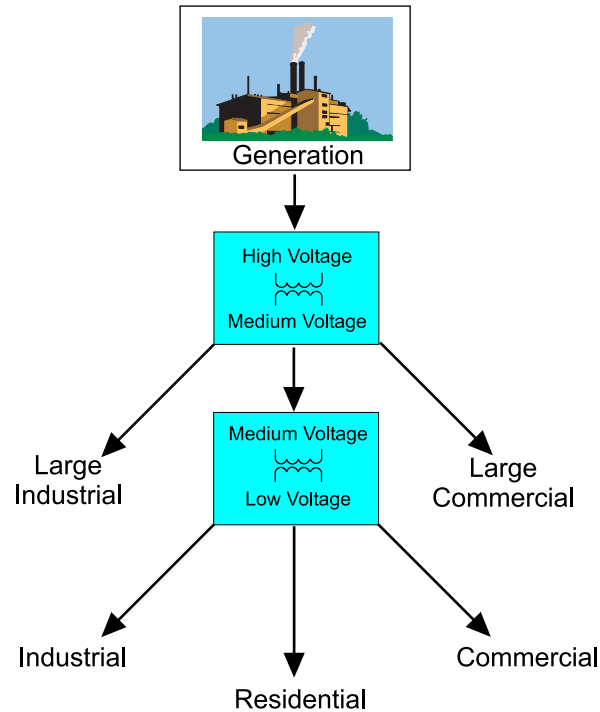 Generation
High Voltage
Medium Voltage
Large
Industrial
Large
Commercial
Medium Voltage
Low Voltage
Industrial
Residential
Commercial